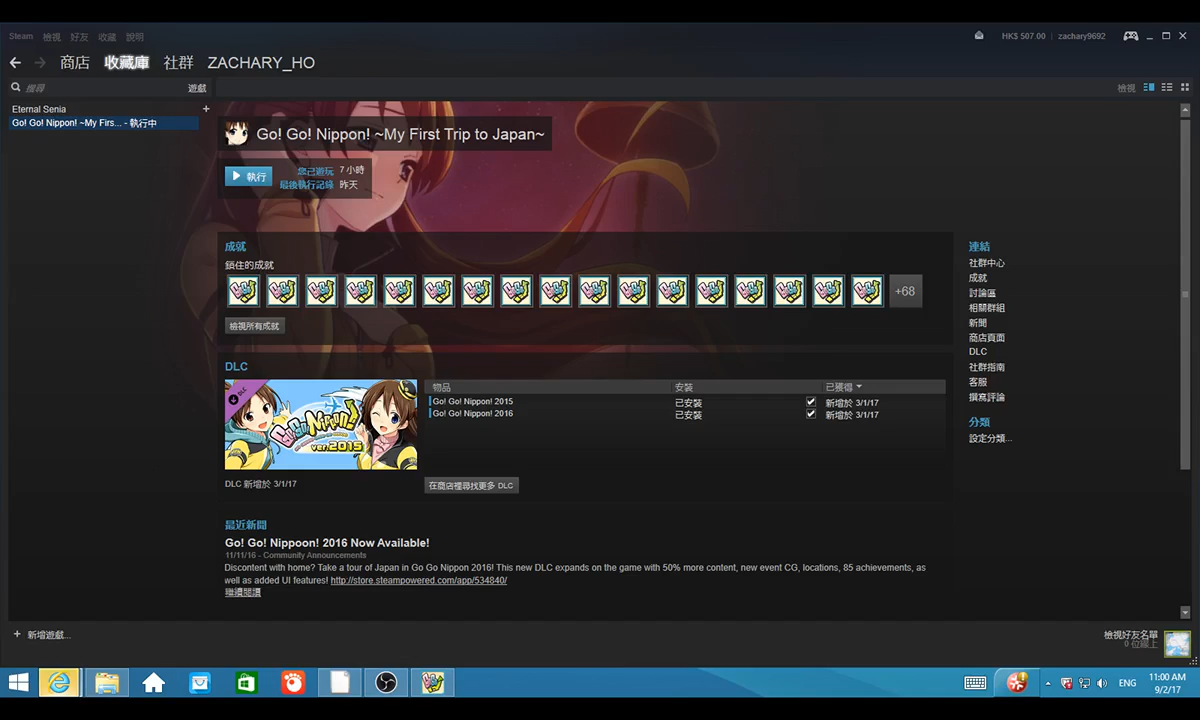 Steam 檢視 好友 收藏 說明
HK$ 507.00 zachary9692
商店 收藏庫 社群 ZACHARY_HO
搜尋 遊戲 檢視
Eternal Senia
Go! Go! Nippon! ~My Firs... - 執行中
Go! Go! Nippon! ~My First Trip to Japan~
執行
您已遊玩 7 小時
最後執行記錄 昨天
成就
鎖住的成就
+68
檢視所有成就
DLC
物品 安裝 已獲得
Go! Go! Nippon! 2015 已安裝 新增於 3/1/17
Go! Go! Nippon! 2016 已安裝 新增於 3/1/17
DLC
GoGo Nippon!
ver.2015
DLC 新增於 3/1/17
在商店裡尋找更多 DLC
最近新聞
Go! Go! Nippoon! 2016 Now Available!
11/11/16 - Community Announcements
Discontent with home? Take a tour of Japan in Go Go Nippon 2016! This new DLC expands on the game with 50% more content, new event CG, locations, 85 achievements, as
well as added UI features! http://store.steampowered.com/app/534840/
繼續閱讀
連結
社群中心
成就
討論區
相關群組
新聞
商店頁面
DLC
社群指南
客服
撰寫評論
分類
設定分類...
+ 新增遊戲...
檢視好友名單
0 位線上
ENG
11:00 AM
9/2/17